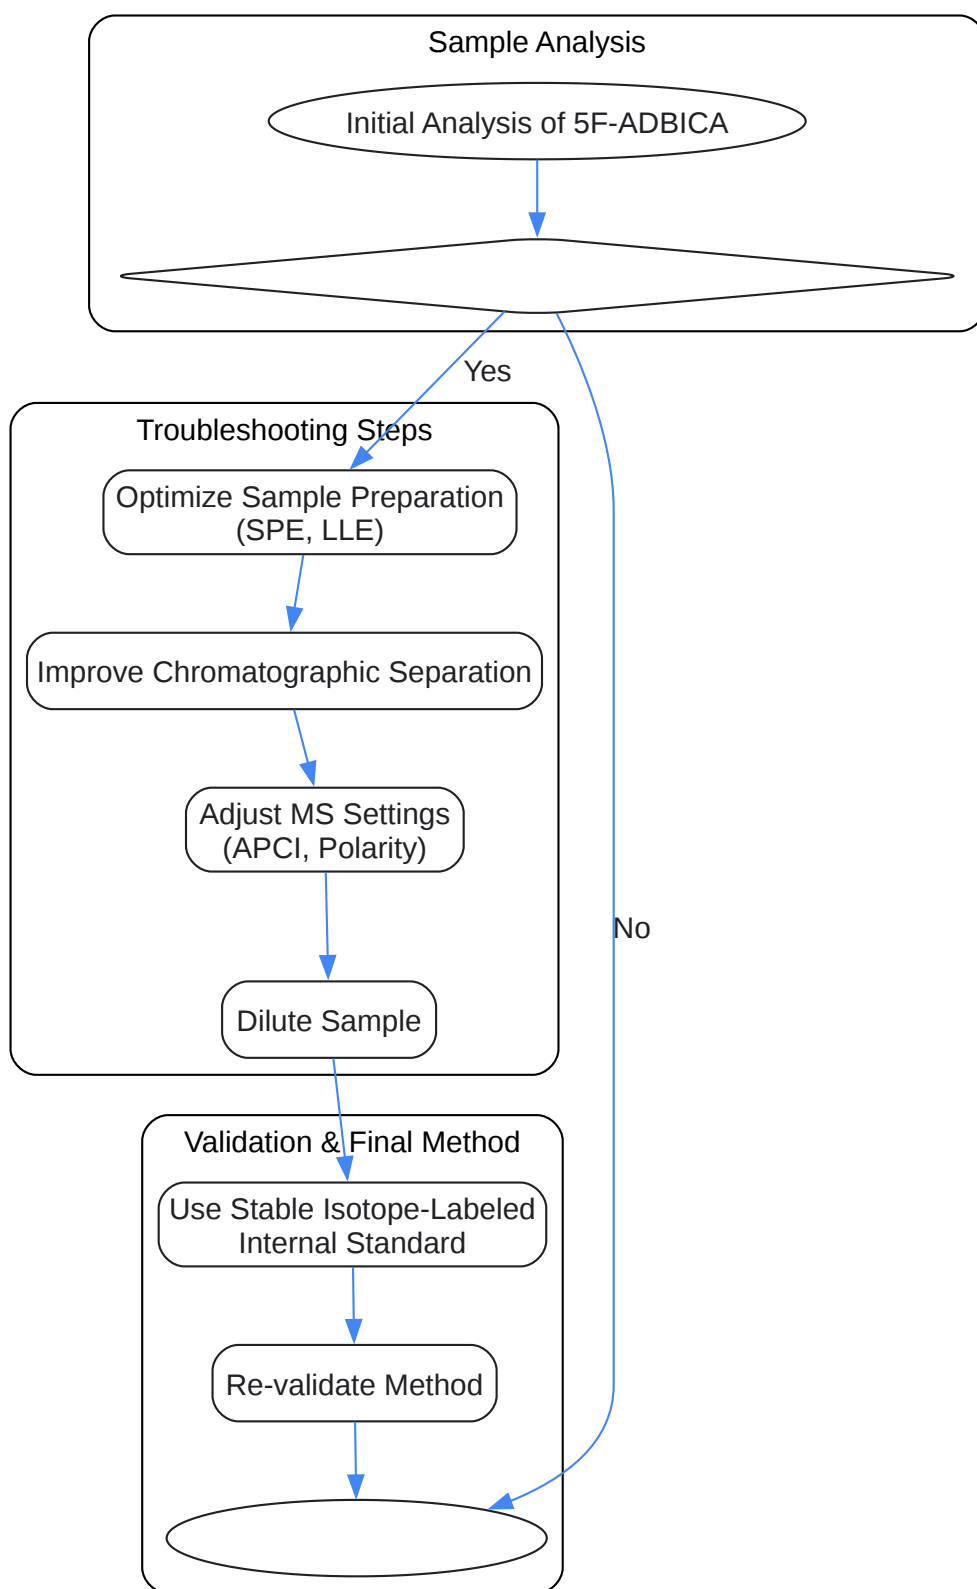 Sample Analysis
Initial Analysis of 5F-ADBICA
Yes
Troubleshooting Steps
Optimize Sample Preparation
(SPE, LLE)
Improve Chromatographic Separation
Adjust MS Settings
(APCI, Polarity)
No
Dilute Sample
Validation & Final Method
Use Stable Isotope-Labeled
Internal Standard
Re-validate Method